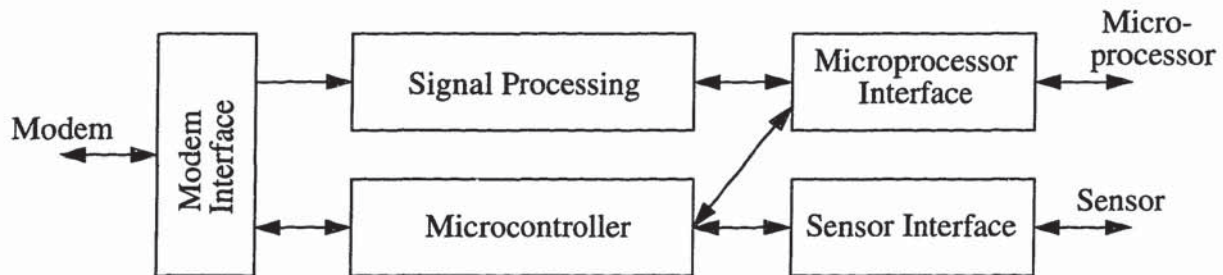 Modem
Modem
Interface
Signal Processing
Microcontroller
Microprocessor
Interface
Sensor Interface
Micro-
processor
Sensor